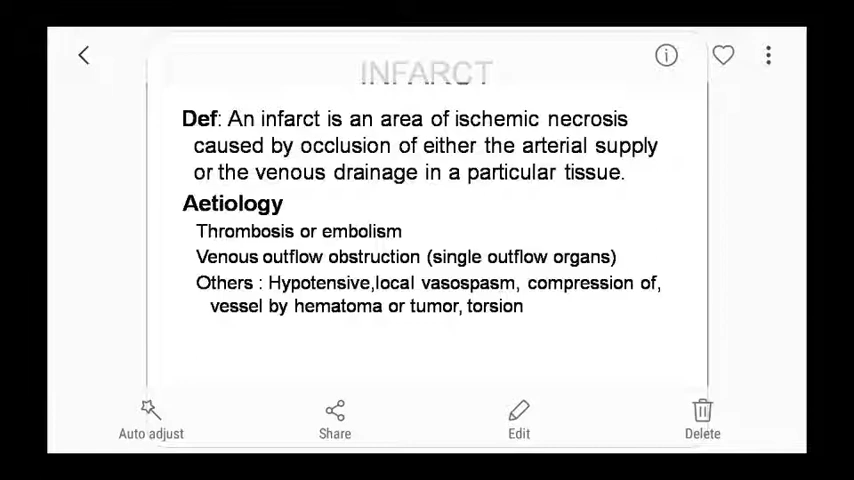 INFARCT
Def: An infarct is an area of ischemic necrosis
caused by occlusion of either the arterial supply
or the venous drainage in a particular tissue.
Aetiology
Thrombosis or embolism
Venous outflow obstruction (single outflow organs)
Others : Hypotensive,local vasospasm, compression of,
vessel by hematoma or tumor, torsion
Auto adjust
Share
Edit
Delete